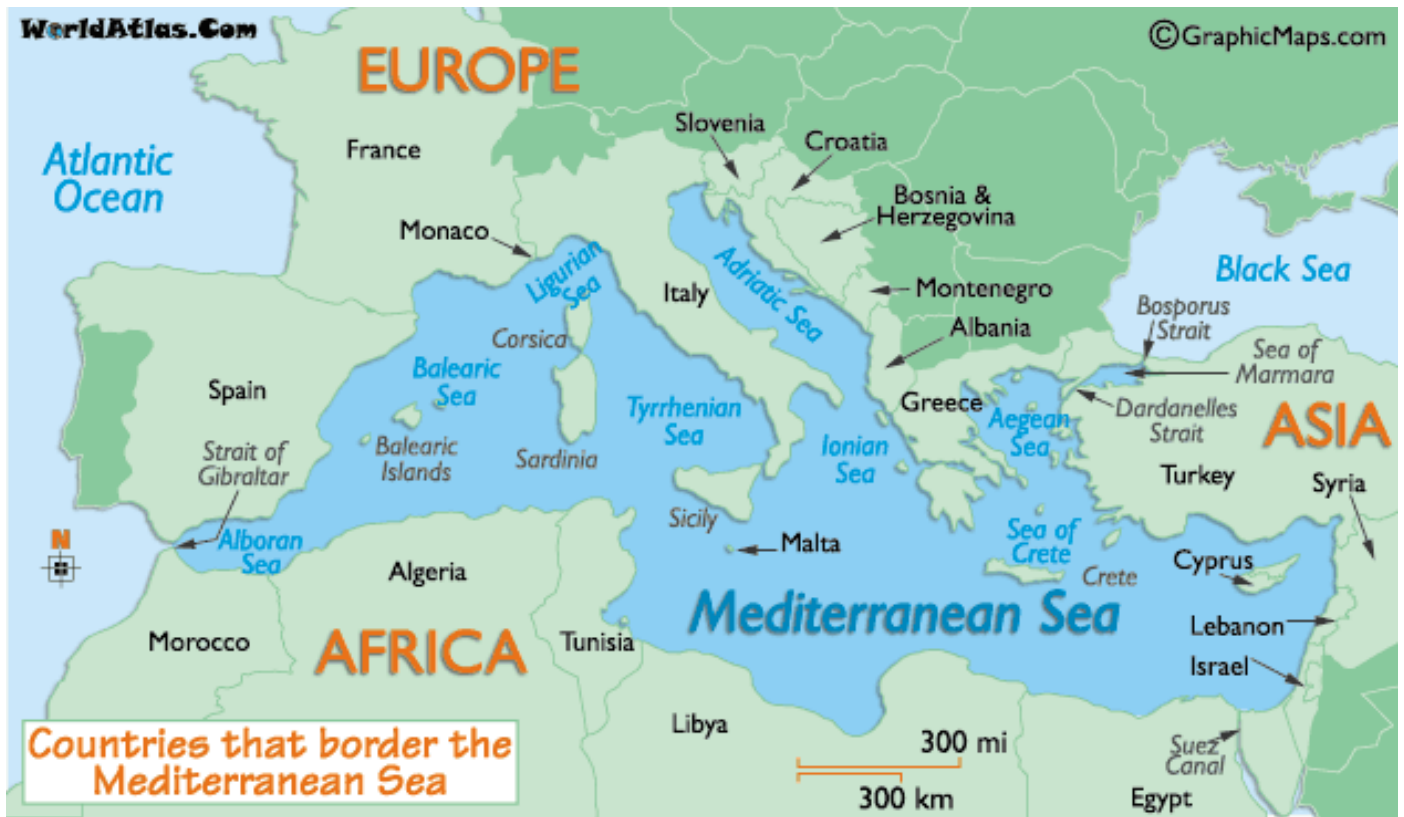 WorldAtlas.Com
©GraphicMaps.com
EUROPE
Atlantic
Ocean
France
Slovenia
Croatia
Bosnia &
Herzegovina
Monaco
Ligurian
Sea
Adriatic Sea
Italy
Montenegro
Albania
Black Sea
Bosporus
Strait
Sea of
Marmara
Corsica
Balearic
Sea
Spain
Tyrrhenian
Sea
Greece
Aegean
Sea
Dardanelles
Strait
ASIA
Strait of
Gibraltar
Balearic
Islands
Sardinia
Ionian
Sea
Turkey
Syria
Sicily
Malta
Sea of
Crete
Crete
Cyprus
N
Alboran
Sea
Algeria
Mediterranean Sea
Lebanon
Israel
Morocco
AFRICA
Tunisia
Libya
Suez
Canal
Egypt
300 mi
300 km
Countries that border the
Mediterranean Sea